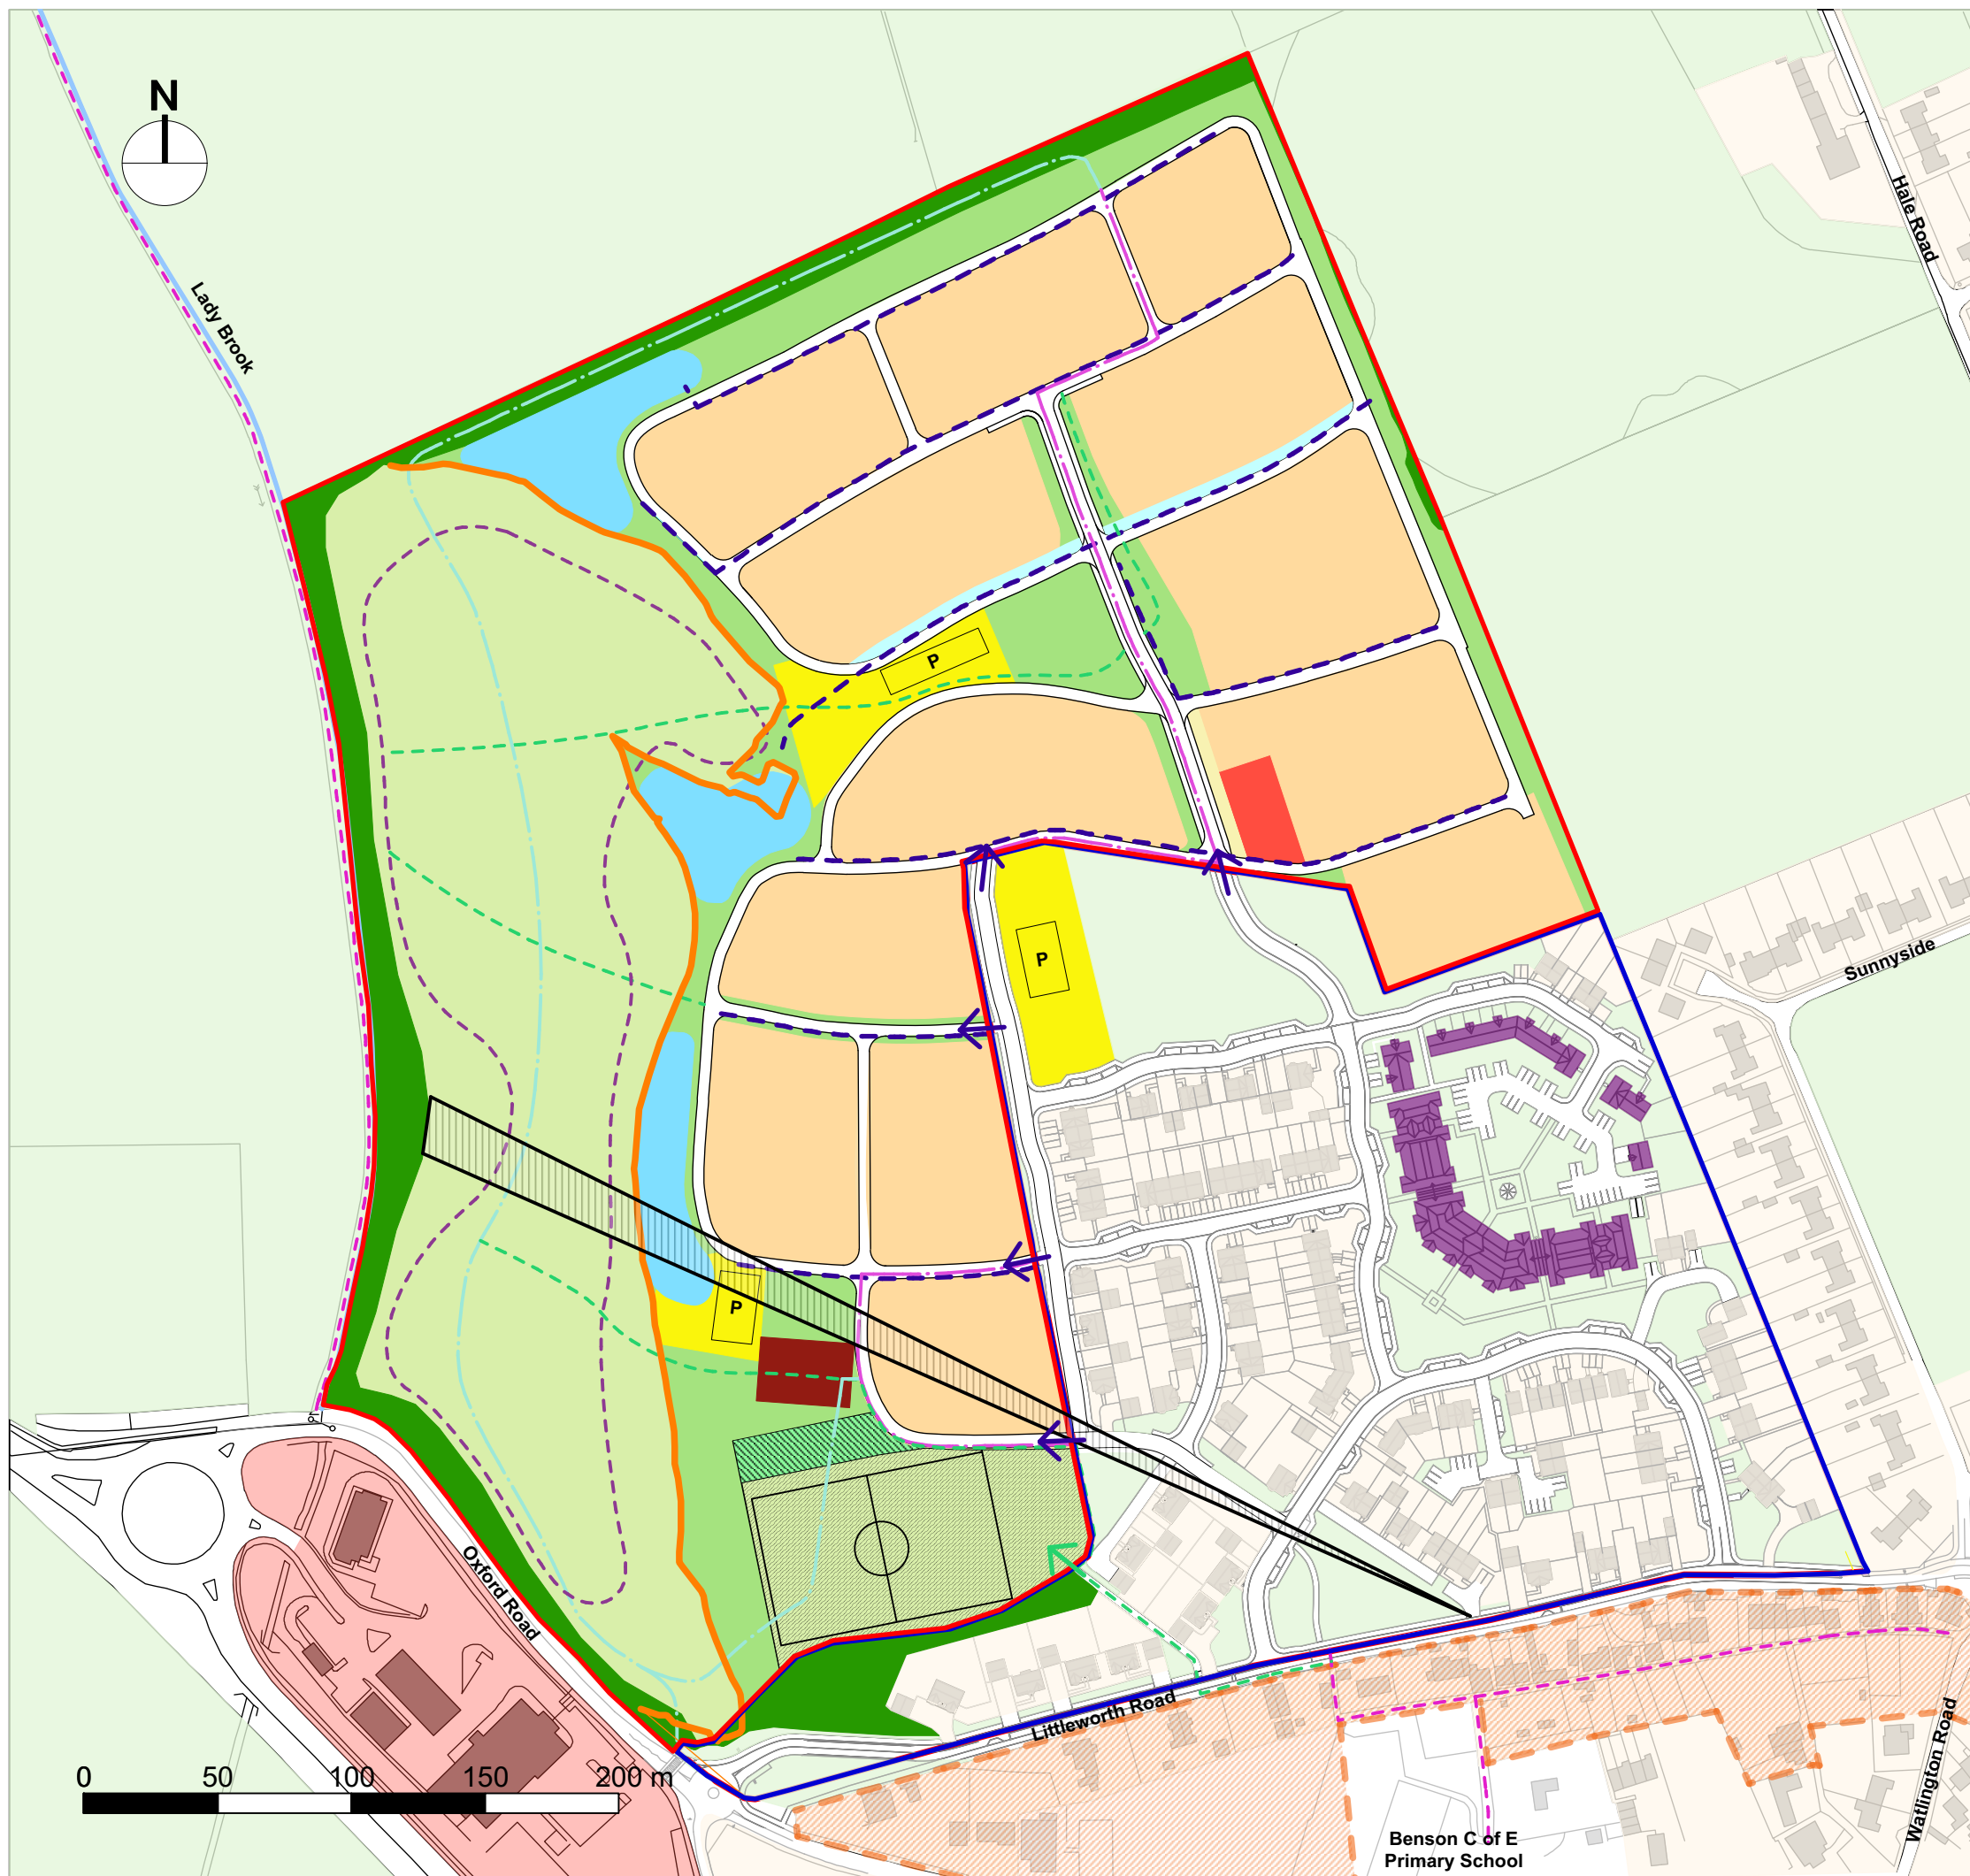 N
Hale Road
Lady Brook
P
Sunnyside
P
P
Oxford Road
Littleworth Road
Watlington Road
0 50 100 150 200 m
Benson C of E
Primary School